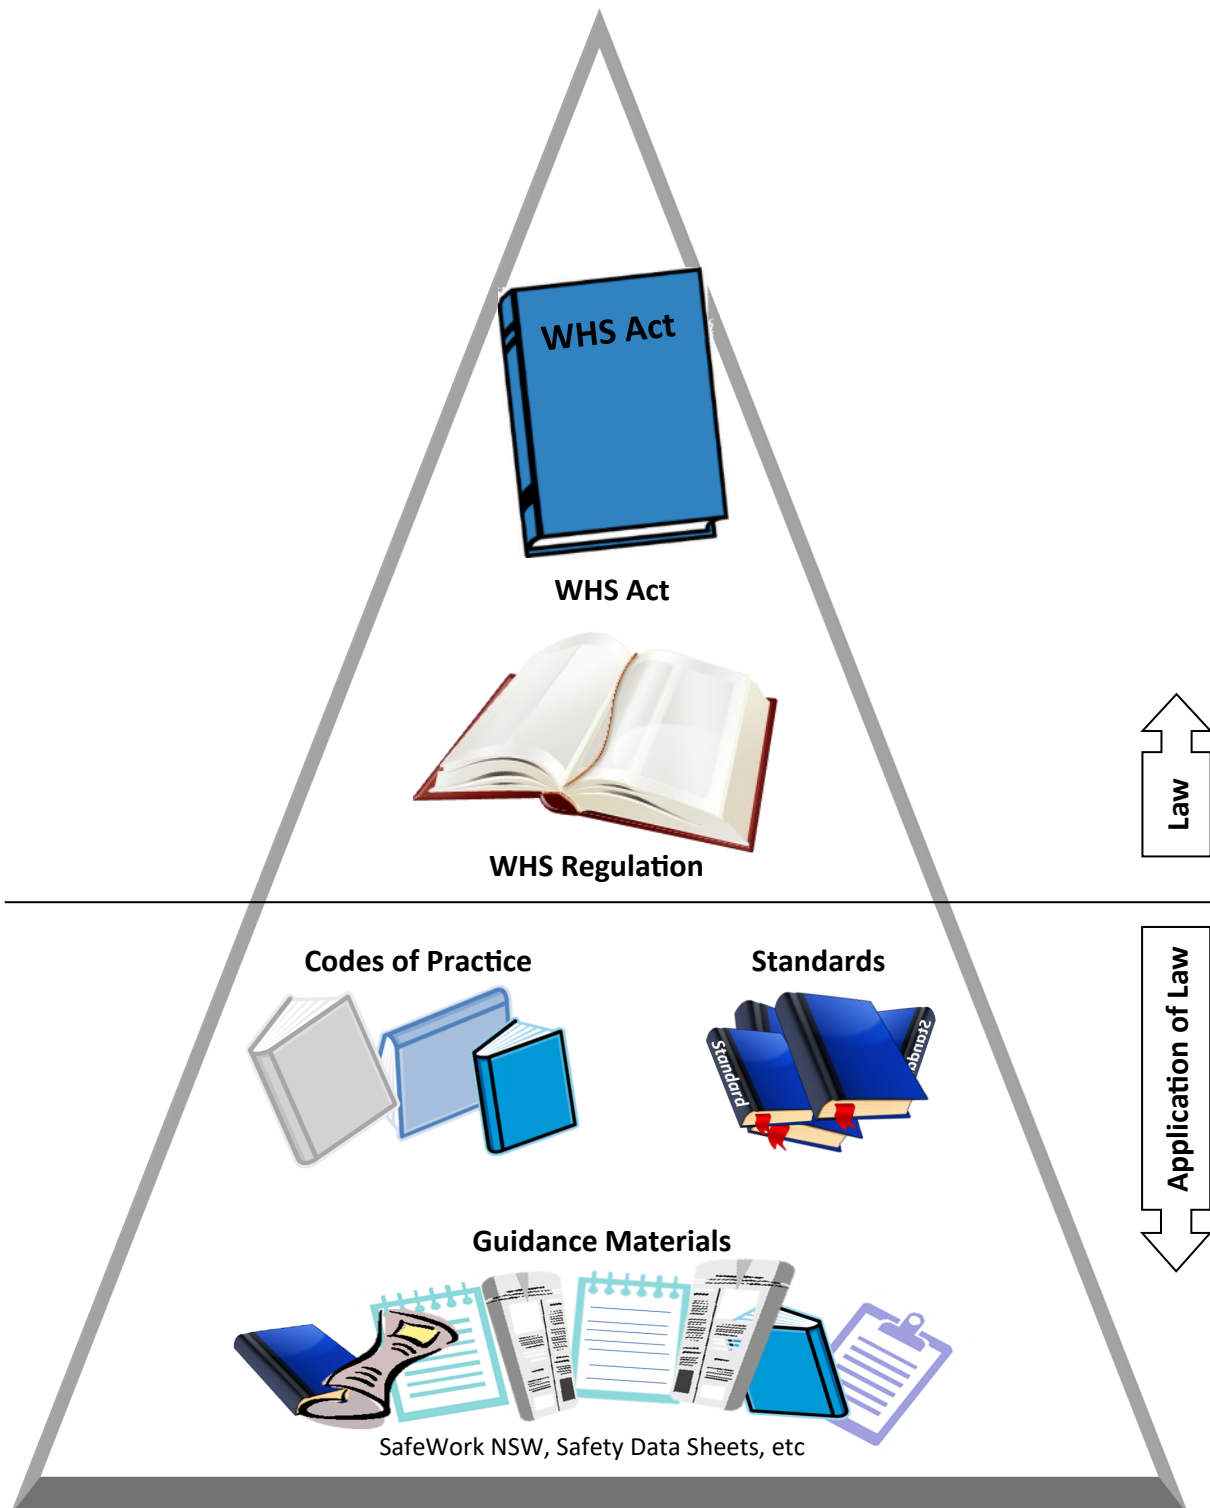 WHS Act
WHS Act
WHS Regulation
Law
Codes of Practice
Standards
Standard
Standa
Application of Law
Guidance Materials
SafeWork NSW, Safety Data Sheets, etc